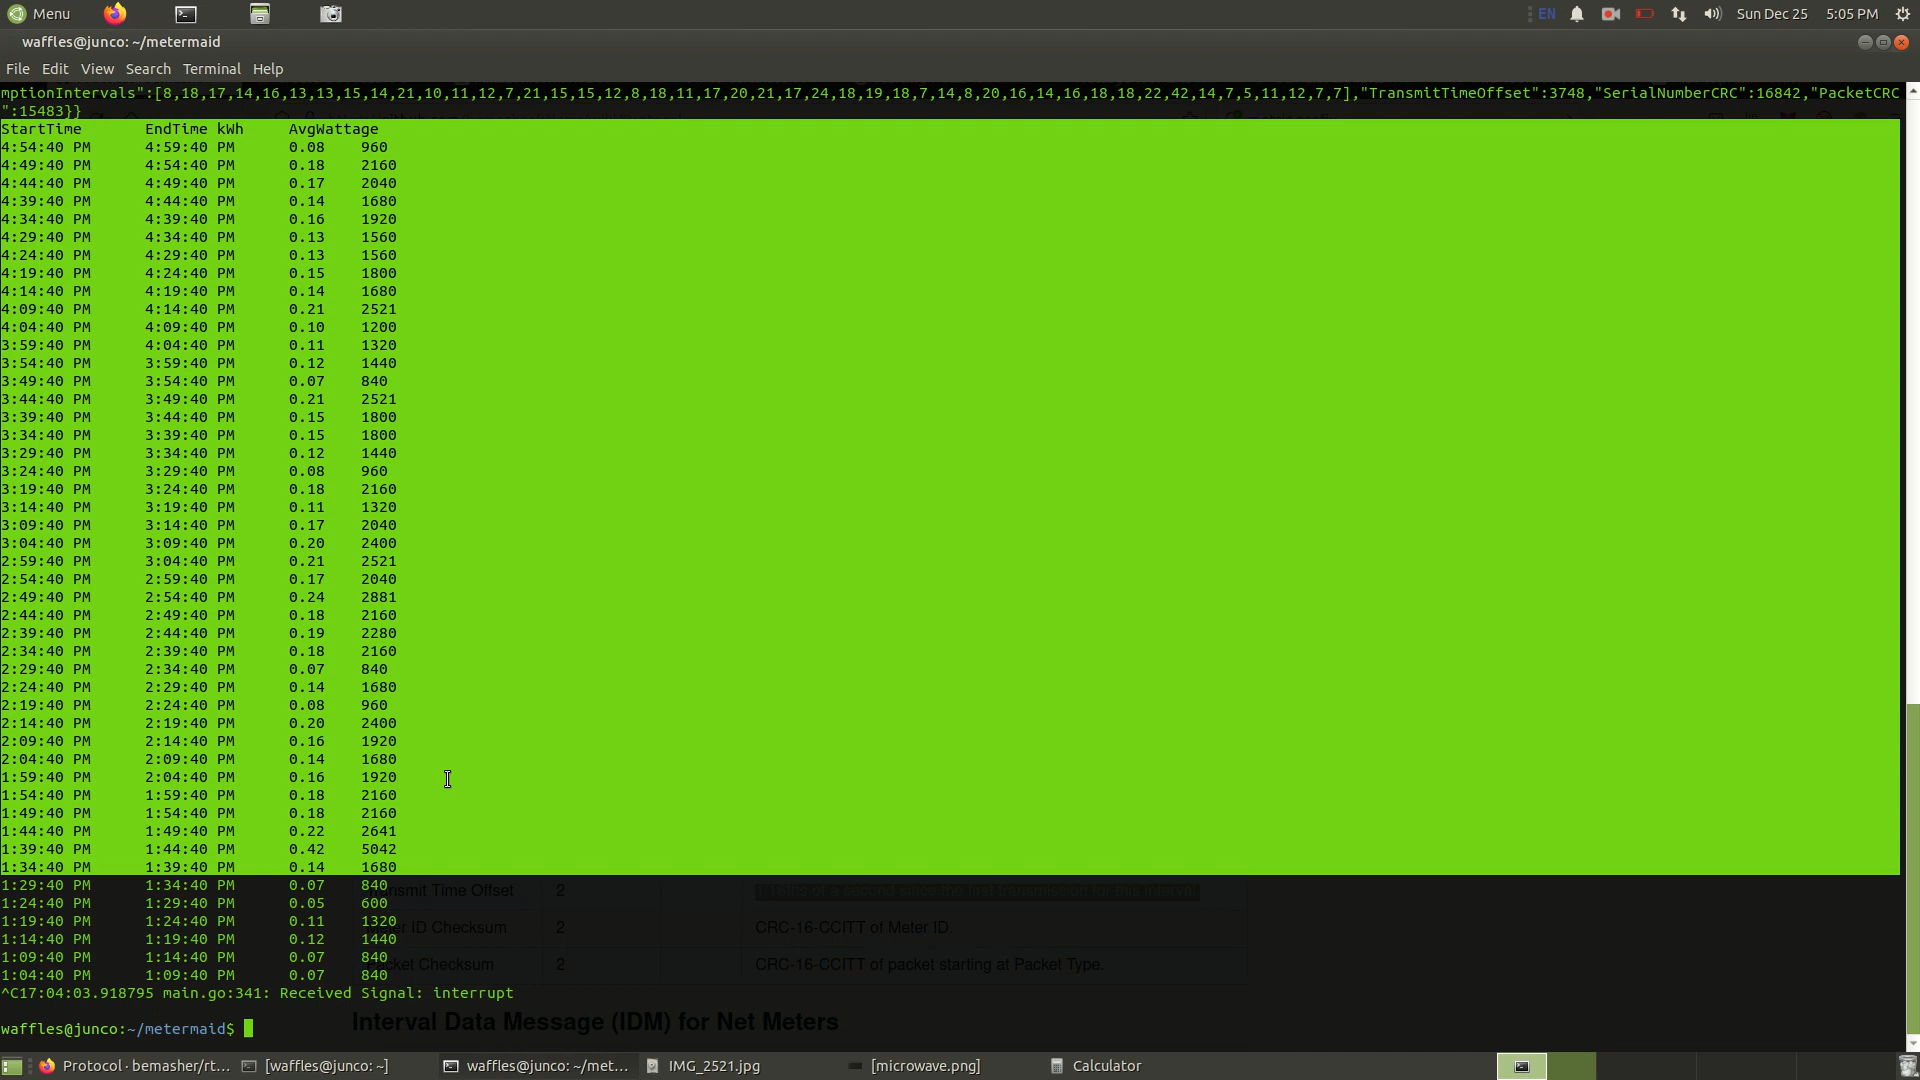 Menu EN Sun Dec 25 5:05 PM
waffles@junco: ~/metermaid
File Edit View Search Terminal Help
mptionIntervals":[8,18,17,14,16,13,13,15,14,21,10,11,12,7,21,15,15,12,8,18,11,17,20,21,17,24,18,19,18,7,14,8,20,16,14,16,18,18,22,42,14,7,5,11,12,7,7],"TransmitTimeOffset":3748,"SerialNumberCRC":16842,"PacketCRC
":15483}}
StartTime EndTime kWh AvgWattage
4:54:40 PM 4:59:40 PM 0.08 960
4:49:40 PM 4:54:40 PM 0.18 2160
4:44:40 PM 4:49:40 PM 0.17 2040
4:39:40 PM 4:44:40 PM 0.14 1680
4:34:40 PM 4:39:40 PM 0.16 1920
4:29:40 PM 4:34:40 PM 0.13 1560
4:24:40 PM 4:29:40 PM 0.13 1560
4:19:40 PM 4:24:40 PM 0.15 1800
4:14:40 PM 4:19:40 PM 0.14 1680
4:09:40 PM 4:14:40 PM 0.21 2521
4:04:40 PM 4:09:40 PM 0.10 1200
3:59:40 PM 4:04:40 PM 0.11 1320
3:54:40 PM 3:59:40 PM 0.12 1440
3:49:40 PM 3:54:40 PM 0.07 840
3:44:40 PM 3:49:40 PM 0.21 2521
3:39:40 PM 3:44:40 PM 0.15 1800
3:34:40 PM 3:39:40 PM 0.15 1800
3:29:40 PM 3:34:40 PM 0.12 1440
3:24:40 PM 3:29:40 PM 0.08 960
3:19:40 PM 3:24:40 PM 0.18 2160
3:14:40 PM 3:19:40 PM 0.11 1320
3:09:40 PM 3:14:40 PM 0.17 2040
3:04:40 PM 3:09:40 PM 0.20 2400
2:59:40 PM 3:04:40 PM 0.21 2521
2:54:40 PM 2:59:40 PM 0.17 2040
2:49:40 PM 2:54:40 PM 0.24 2881
2:44:40 PM 2:49:40 PM 0.18 2160
2:39:40 PM 2:44:40 PM 0.19 2280
2:34:40 PM 2:39:40 PM 0.18 2160
2:29:40 PM 2:34:40 PM 0.07 840
2:24:40 PM 2:29:40 PM 0.14 1680
2:19:40 PM 2:24:40 PM 0.08 960
2:14:40 PM 2:19:40 PM 0.20 2400
2:09:40 PM 2:14:40 PM 0.16 1920
2:04:40 PM 2:09:40 PM 0.14 1680
1:59:40 PM 2:04:40 PM 0.16 1920
1:54:40 PM 1:59:40 PM 0.18 2160
1:49:40 PM 1:54:40 PM 0.18 2160
1:44:40 PM 1:49:40 PM 0.22 2641
1:39:40 PM 1:44:40 PM 0.42 5042
1:34:40 PM 1:39:40 PM 0.14 1680
1:29:40 PM 1:34:40 PM 0.07 840
Transmit Time Offset 2
1:24:40 PM 1:29:40 PM 0.05 600
1:19:40 PM 1:24:40 PM 0.11 1320
Meter ID Checksum 2 CRC-16-CCITT of Meter ID.
1:14:40 PM 1:19:40 PM 0.12 1440
1:09:40 PM 1:14:40 PM 0.07 840
Packet Checksum 2 CRC-16-CCITT of packet starting at Packet Type.
1:04:40 PM 1:09:40 PM 0.07 840
^C17:04:03.918795 main.go:341: Received Signal: interrupt
Interval Data Message (IDM) for Net Meters
waffles@junco:~/metermaid$
Protocol · bemasher/rt... [waffles@junco: ~] waffles@junco: ~/met... IMG_2521.jpg [microwave.png] Calculator